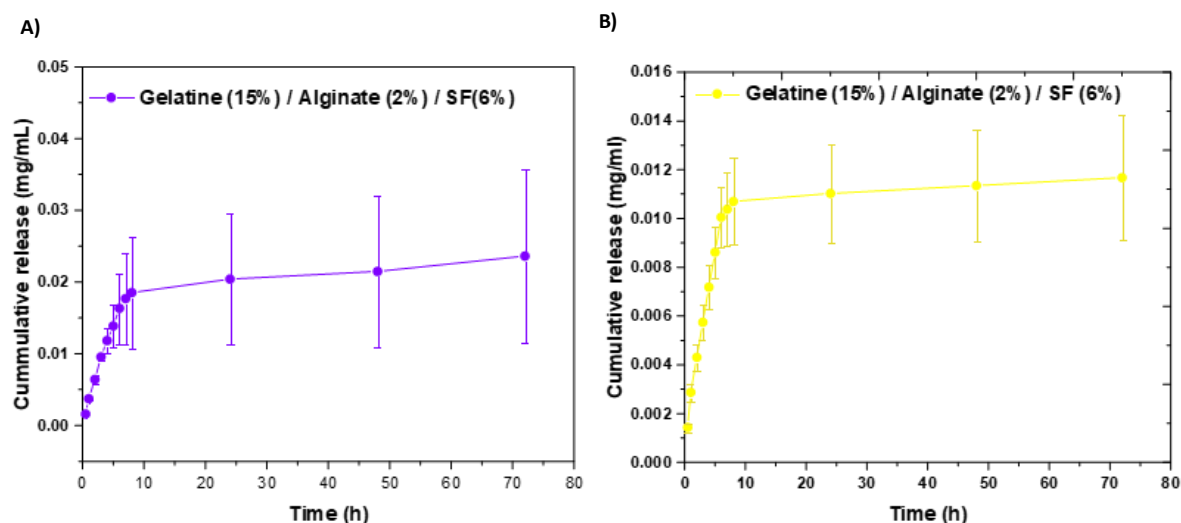 A)
Gelatine (15%) / Alginate (2%) / SF(6%)
Cummulative release (mg/mL)
0.05
0.04
0.03
0.02
0.01
0.00
0 10 20 30 40 50 60 70 80
Time (h)
B)
Gelatine (15%) / Alginate (2%) / SF (6%)
Cumulative release (mg/ml)
0.016
0.014
0.012
0.010
0.008
0.006
0.004
0.002
0.000
0 10 20 30 40 50 60 70 80
Time (h)